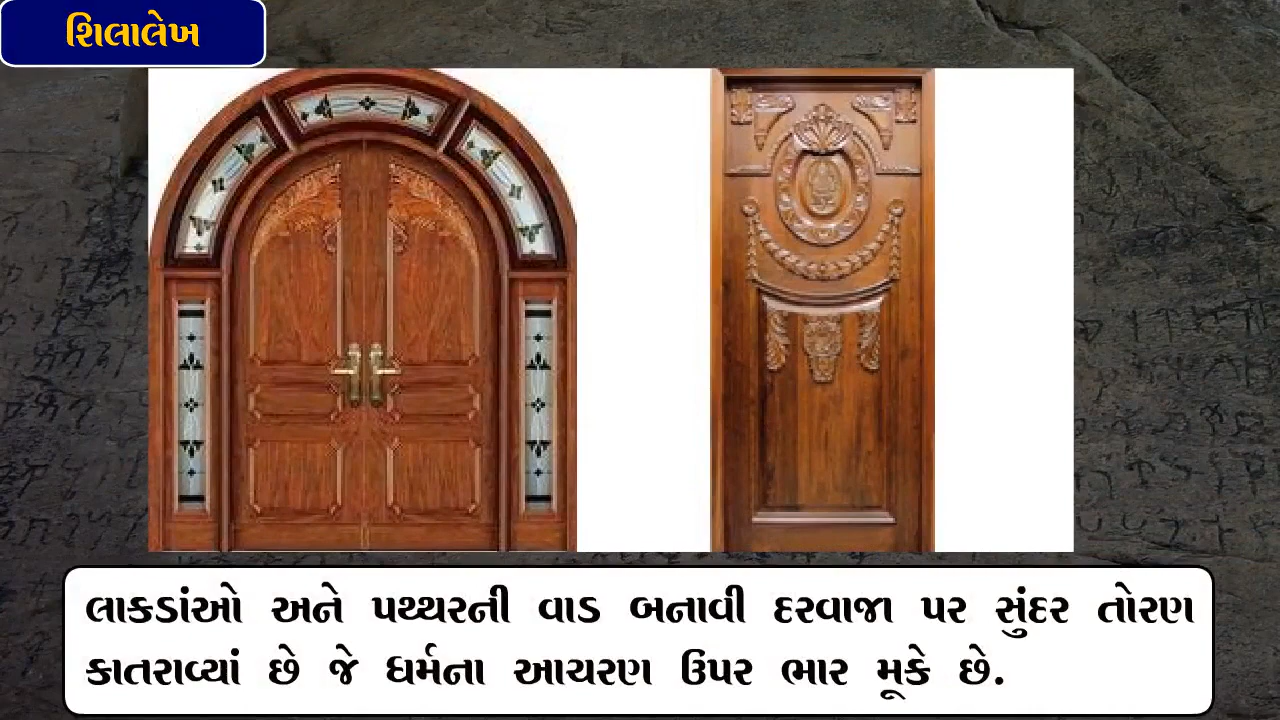 શિલાલેખ
લાકડાંઓ અને પથ્થરની વાડ બનાવી દરવાજા પર સુંદર તોરણ
કાતરાવ્યાં છે જે ધર્મના આચરણ ઉપર ભાર મૂકે છે.